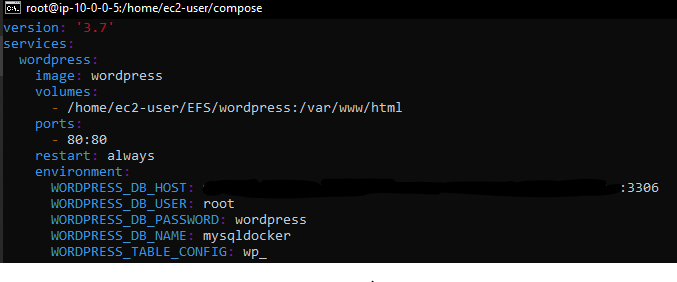 root@ip-10-0-0-5:/home/ec2-user/compose
version: '3.7'
services:
  wordpress:
    image: wordpress
    volumes:
      - /home/ec2-user/EFS/wordpress:/var/www/html
    ports:
      - 80:80
    restart: always
    environment:
      WORDPRESS_DB_HOST: :3306
      WORDPRESS_DB_USER: root
      WORDPRESS_DB_PASSWORD: wordpress
      WORDPRESS_DB_NAME: mysqldocker
      WORDPRESS_TABLE_CONFIG: wp_
.